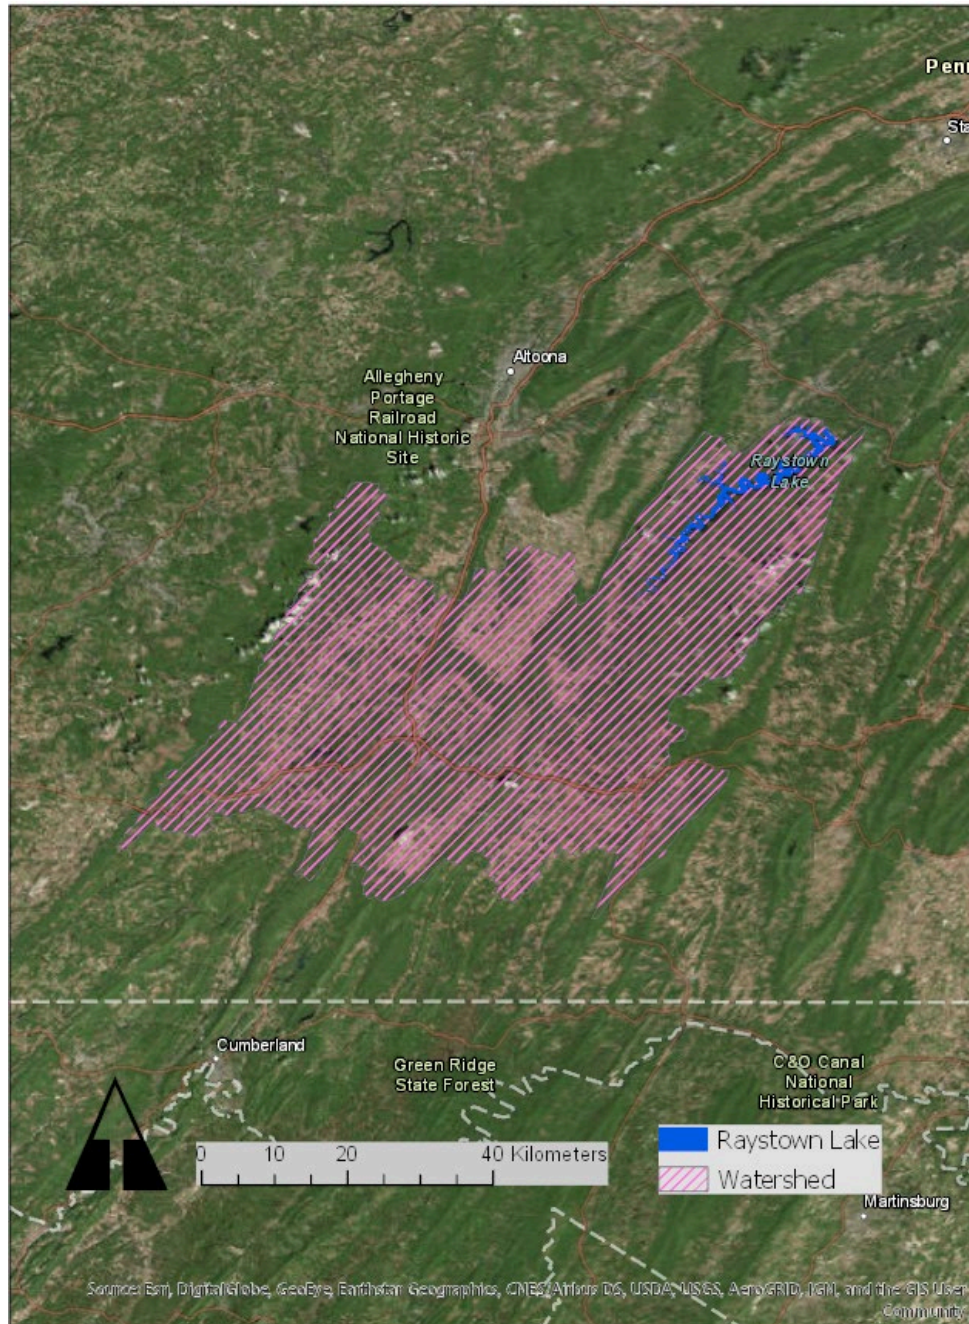 Penn
Sta
Altoona
Allegheny
Portage
Railroad
National Historic
Site
Raystown
Lake
Cumberland
Green Ridge
State Forest
C&O Canal
National
Historical Park
0 10 20 40 Kilometers
Raystown Lake
Watershed
Martinsburg
Source: Esri, DigitalGlobe, GeoEye, Earthstar Geographics, CNES/Airbus DS, USDA, USGS, AeroGRID, IGN, and the GIS User
Community